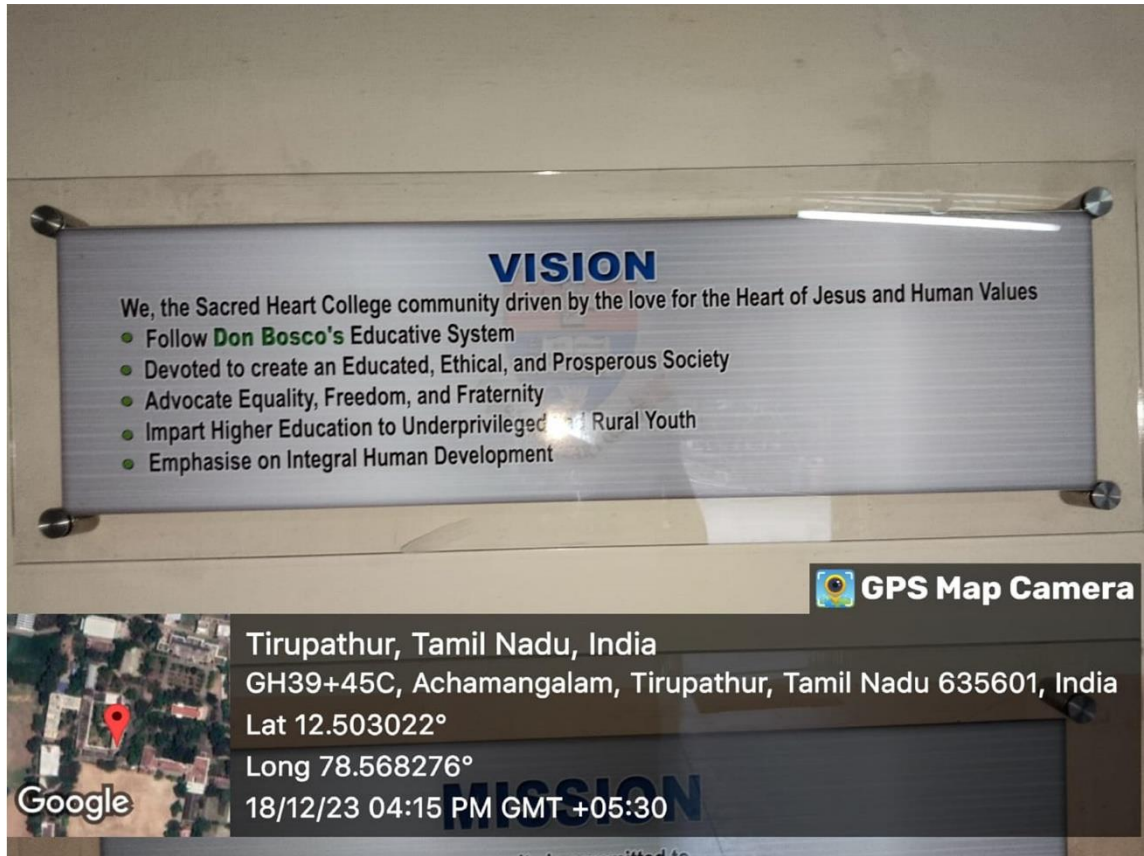 VISION
We, the Sacred Heart College community driven by the love for the Heart of Jesus and Human Values
Follow Don Bosco's Educative System
Devoted to create an Educated, Ethical, and Prosperous Society
Advocate Equality, Freedom, and Fraternity
Impart Higher Education to Underprivileged Rural Youth
Emphasise on Integral Human Development
GPS Map Camera
Tirupathur, Tamil Nadu, India
GH39+45C, Achamangalam, Tirupathur, Tamil Nadu 635601, India
Lat 12.503022°
Long 78.568276°
18/12/23 04:15 PM GMT +05:30
Google
MISSION